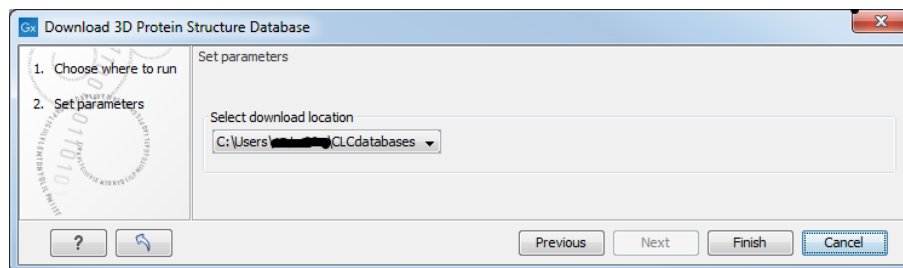 Gx Download 3D Protein Structure Database
X
1. Choose where to run
2. Set parameters
Set parameters
Select download location
C:\Users\ \CLCdatabases
?
Previous
Next
Finish
Cancel